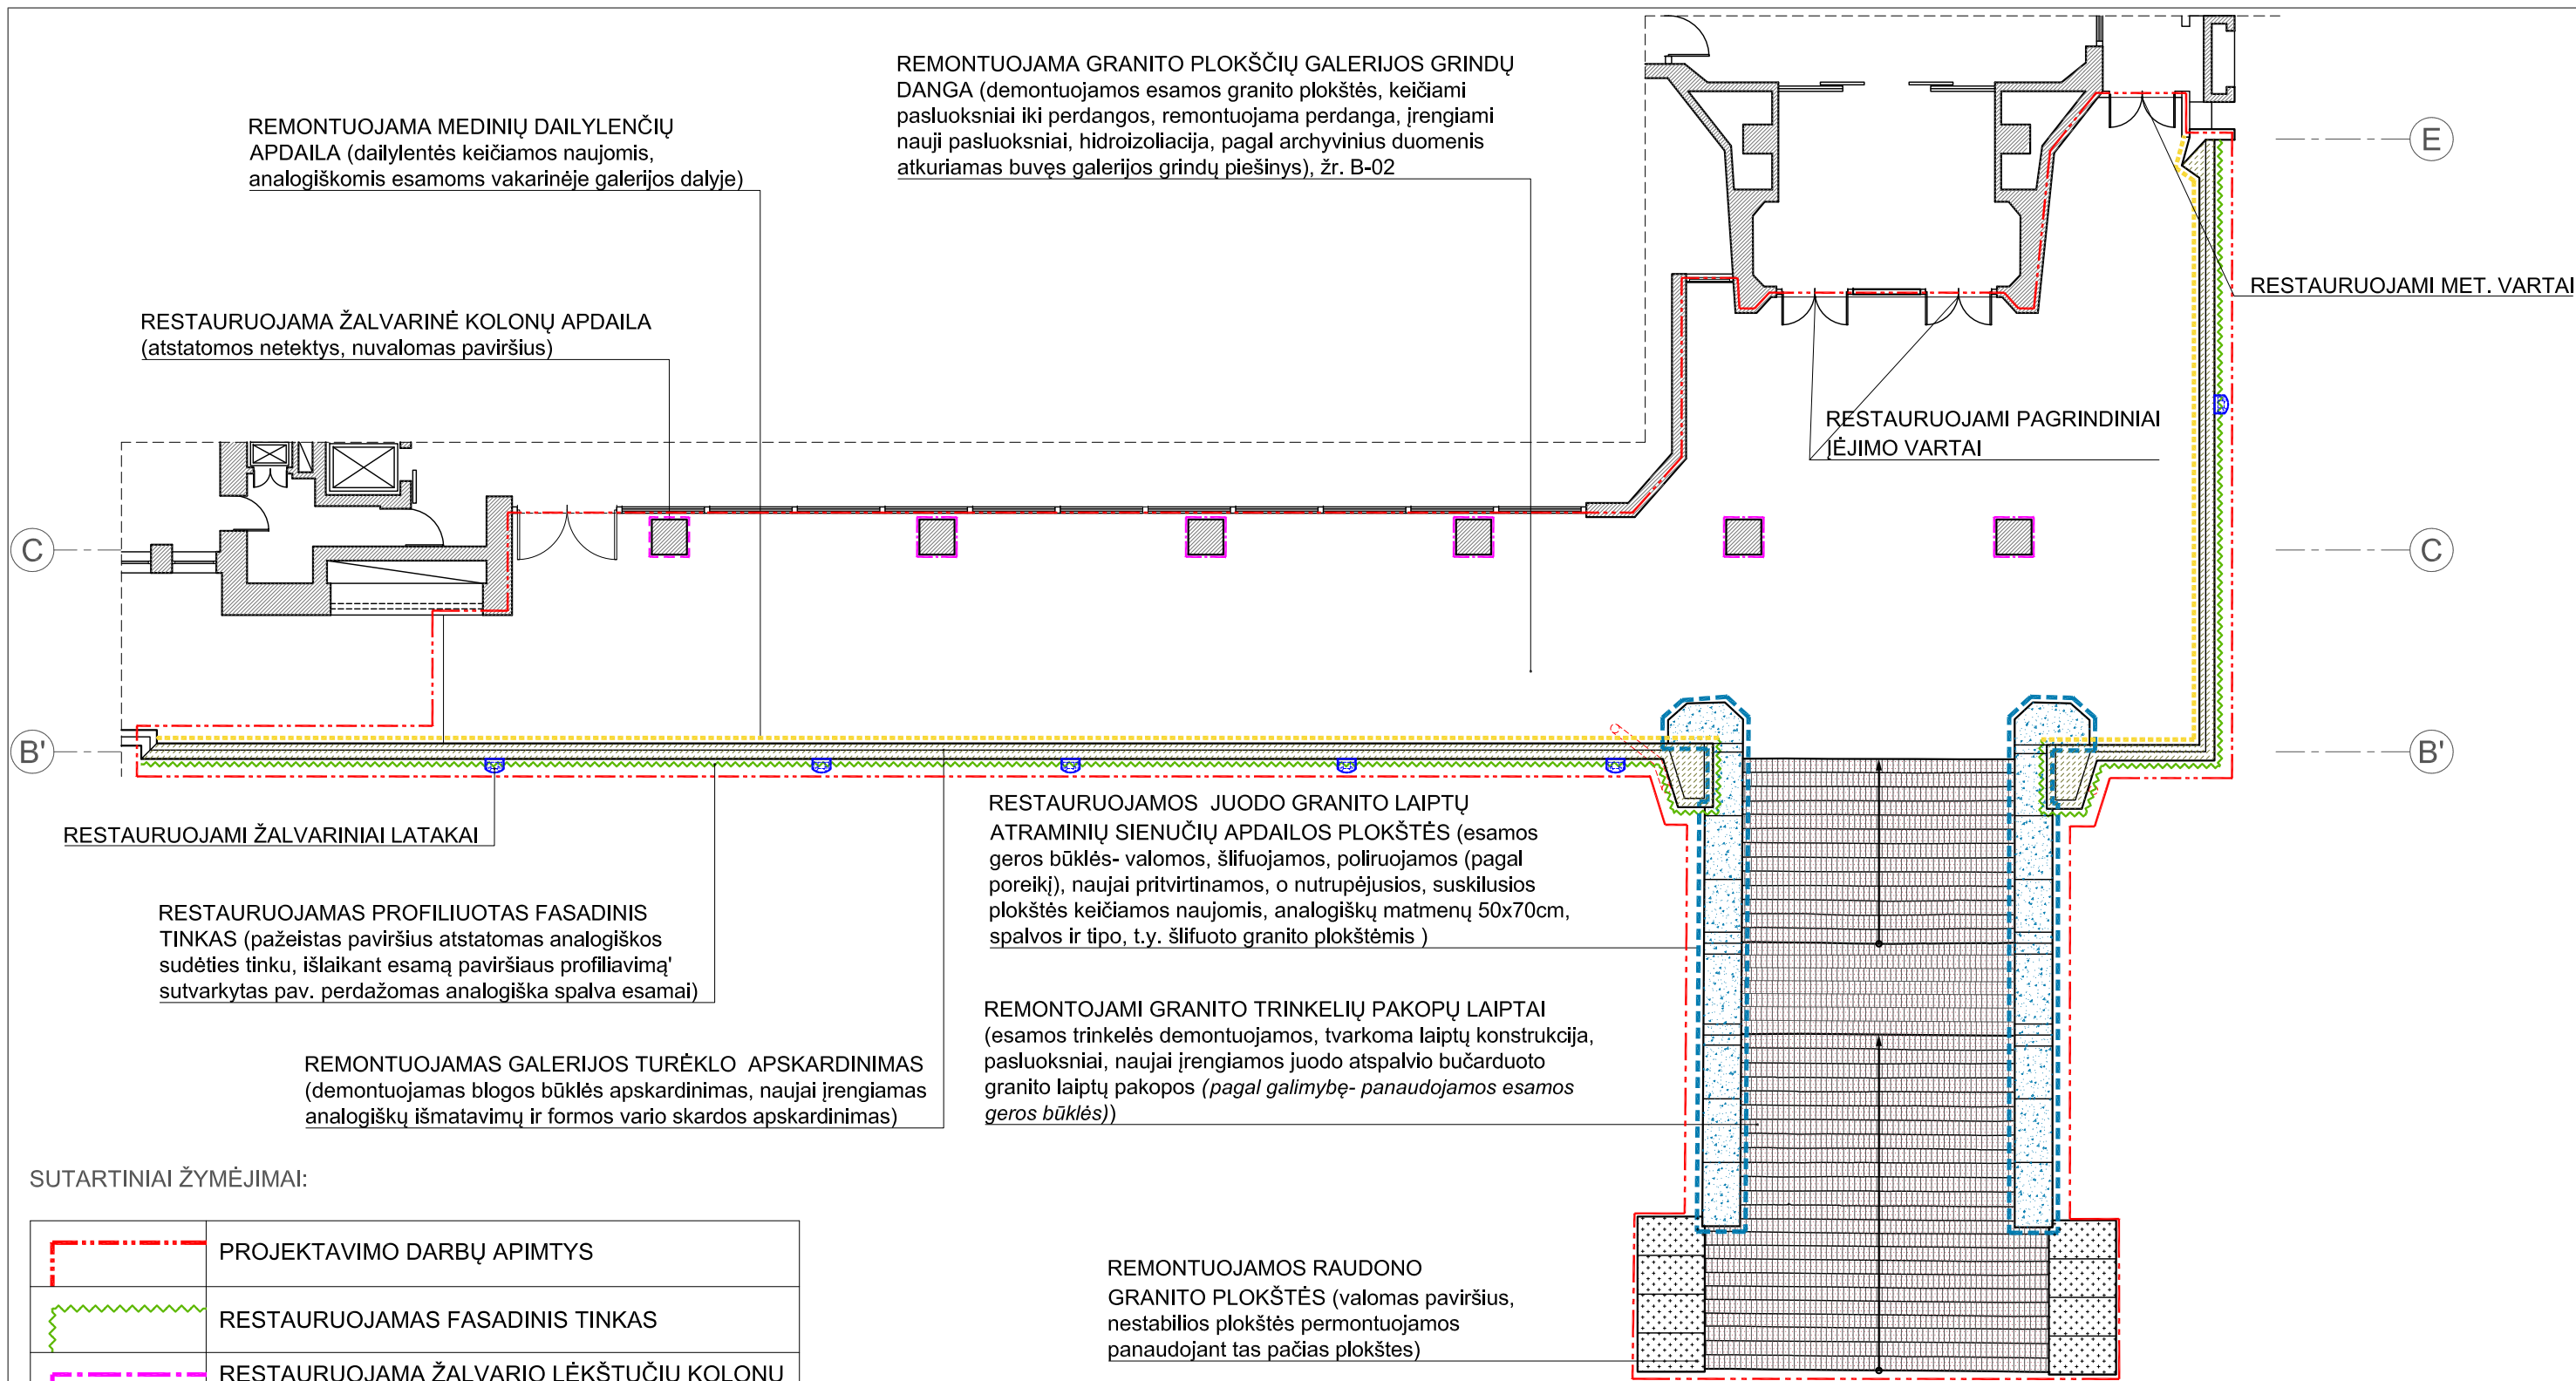 REMONTUOJAMA GRANITO PLOKŠČIŲ GALERIJOS GRINDŲ
DANGA (demontuojamos esamos granito plokštės, keičiami
pasluoksniai iki perdangos, remontuojama perdanga, įrengiami
nauji pasluoksniai, hidroizoliacija, pagal archyvinius duomenis
atkuriamas buvęs galerijos grindų piešinys), žr. B-02
REMONTUOJAMA MEDINIŲ DAILYLENČIŲ
APDAILA (dailylentės keičiamos naujomis,
analogiškomis esamoms vakarinėje galerijos dalyje)
E
RESTAURUOJAMI MET. VARTAI
RESTAURUOJAMA ŽALVARINĖ KOLONŲ APDAILA
(atstatomos netektys, nuvalomas paviršius)
RESTAURUOJAMI PAGRINDINIAI
ĮĖJIMO VARTAI
C
C
B'
B'
RESTAURUOJAMI ŽALVARINIAI LATAKAI
RESTAURUOJAMOS JUODO GRANITO LAIPTŲ
ATRAMINIŲ SIENUČIŲ APDAILOS PLOKŠTĖS (esamos
geros būklės- valomos, šlifuojamos, poliruojamos (pagal
poreikį), naujai pritvirtinamos, o nutrupėjusios, suskilusios
plokštės keičiamos naujomis, analogiškų matmenų 50x70cm,
spalvos ir tipo, t.y. šlifuoto granito plokštėmis )
RESTAURUOJAMAS PROFILIUOTAS FASADINIS
TINKAS (pažeistas paviršius atstatomas analogiškos
sudėties tinku, išlaikant esamą paviršiaus profiliavimą'
sutvarkytas pav. perdažomas analogiška spalva esamai)
REMONTOJAMI GRANITO TRINKELIŲ PAKOPŲ LAIPTAI
(esamos trinkelės demontuojamos, tvarkoma laiptų konstrukcija,
pasluoksniai, naujai įrengiamos juodo atspalvio bučarduoto
granito laiptų pakopos (pagal galimybę- panaudojamos esamos
geros būklės))
REMONTUOJAMAS GALERIJOS TURĖKLO APSKARDINIMAS
(demontuojamas blogos būklės apskardinimas, naujai įrengiamas
analogiškų išmatavimų ir formos vario skardos apskardinimas)
SUTARTINIAI ŽYMĖJIMAI:
PROJEKTAVIMO DARBŲ APIMTYS
RESTAURUOJAMAS FASADINIS TINKAS
RESTAURUOJAMA ŽALVARIO LĖKŠTUČIŲ KOLONŲ
REMONTUOJAMOS RAUDONO
GRANITO PLOKŠTĖS (valomas paviršius,
nestabilios plokštės permontuojamos
panaudojant tas pačias plokštes)